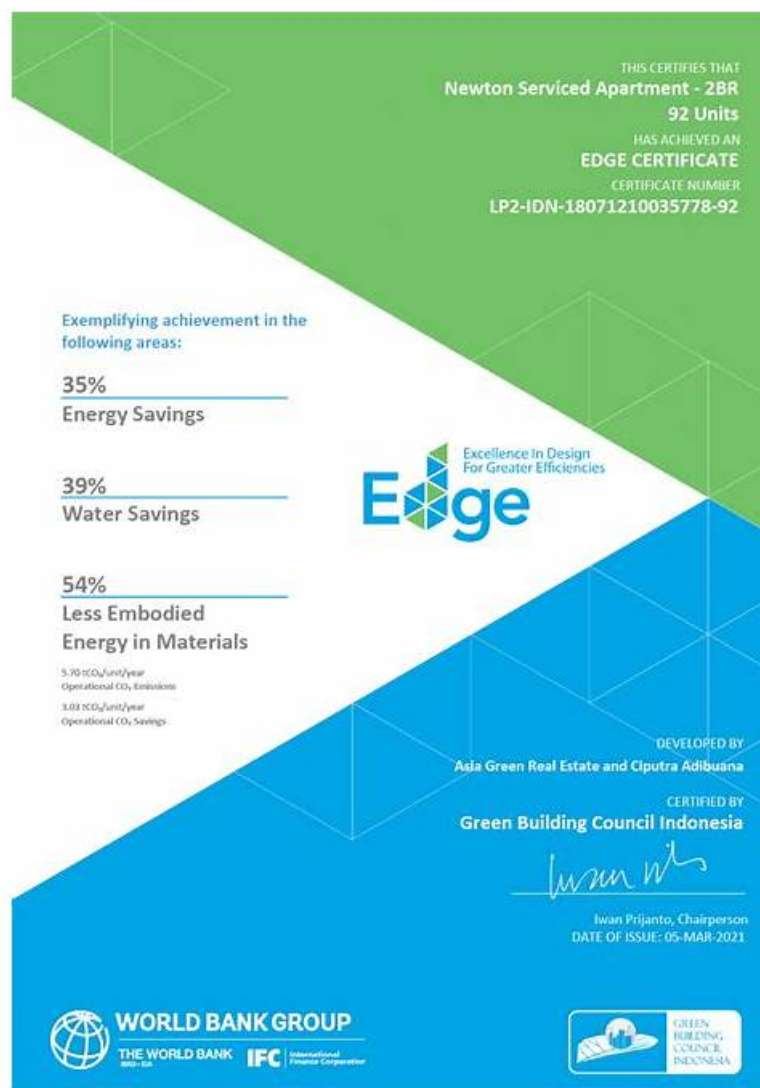 THIS CERTIFIES THAT
Newton Serviced Apartment - 2BR
92 Units
HAS ACHIEVED AN
EDGE CERTIFICATE
CERTIFICATE NUMBER
LP2-IDN-18071210035778-92
Exemplifying achievement in the
following areas:
35%
Energy Savings
39%
Water Savings
54%
Less Embodied
Energy in Materials
5.70 tCO₂/unit/year
Operational CO₂ Emissions
3.03 tCO₂/unit/year
Operational CO₂ Savings
Edge
Excellence In Design
For Greater Efficiencies
DEVELOPED BY
Asia Green Real Estate and Ciputra Adibuana
CERTIFIED BY
Green Building Council Indonesia
Iwan Prijanto, Chairperson
DATE OF ISSUE: 05-MAR-2021
WORLD BANK GROUP
THE WORLD BANK
IBRD • IDA
IFC
International
Finance Corporation
GREEN
BUILDING
COUNCIL
INDONESIA